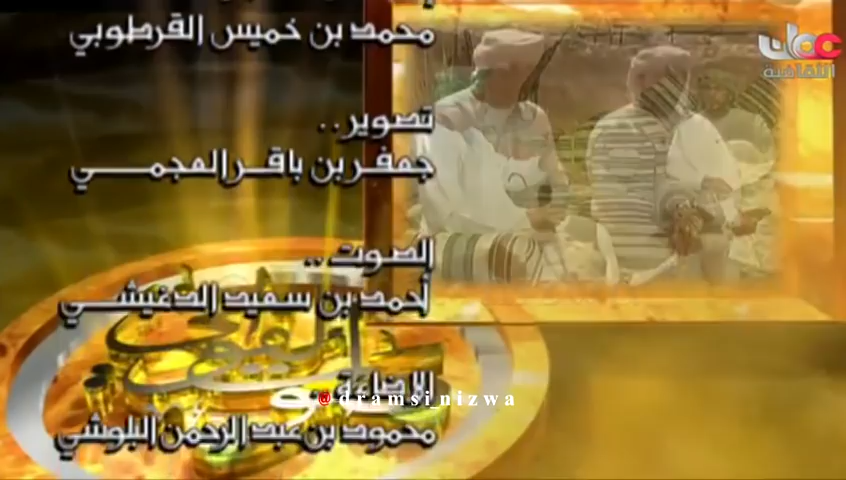 محمد بن خميس القرطوبي
عمان
الثقافية
تصوير..
جعفر بن باقر العجمي
الصوت ..
أحمد بن سعيد الدغيشي
الإضاءة ..
@dramsi_nizwa
محمود بن عبد الرحمن البلوشي